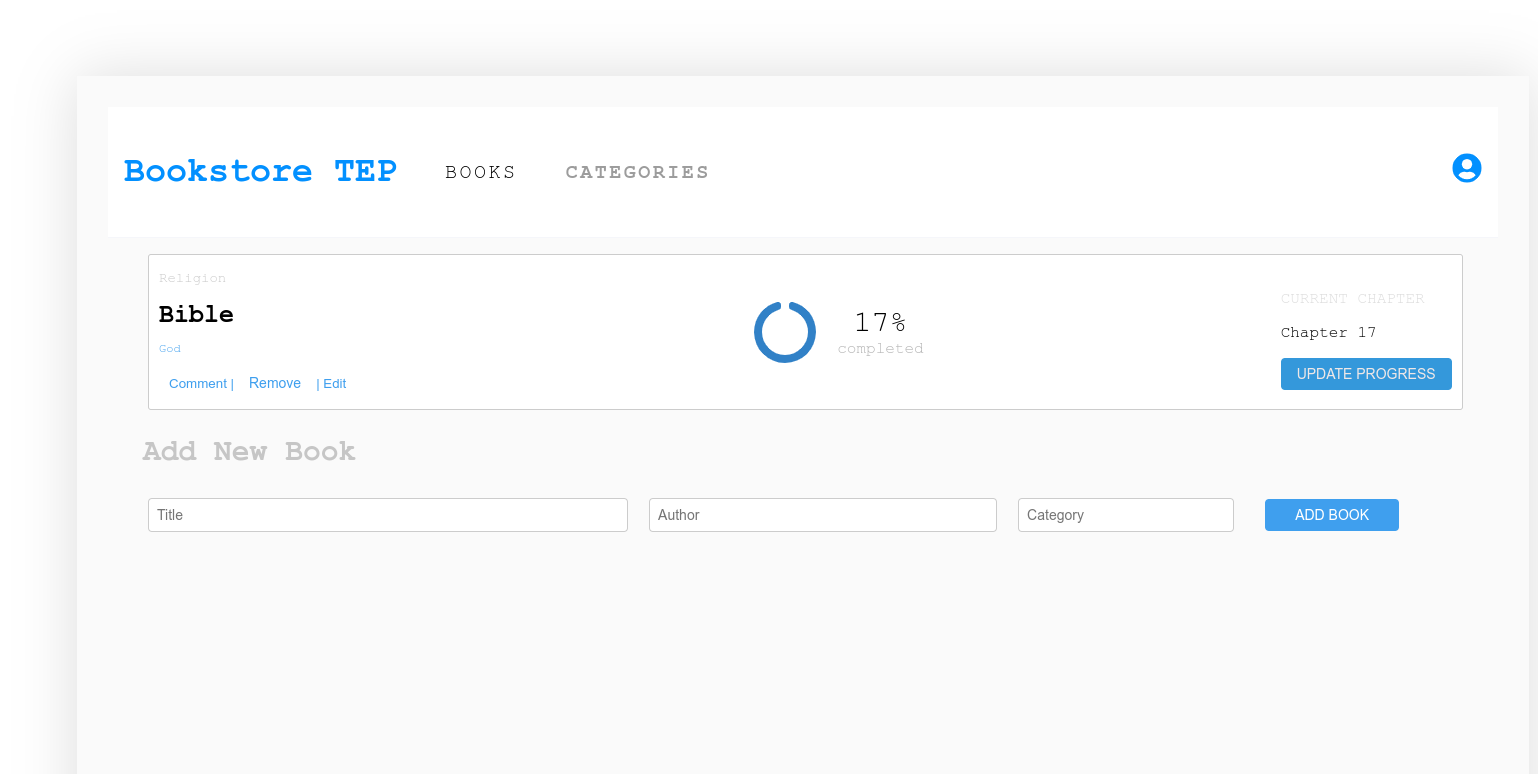 Bookstore TEP BOOKS CATEGORIES
Religion
Bible
God
Comment | Remove | Edit
17%
completed
CURRENT CHAPTER
Chapter 17
UPDATE PROGRESS
Add New Book
Title Author Category ADD BOOK